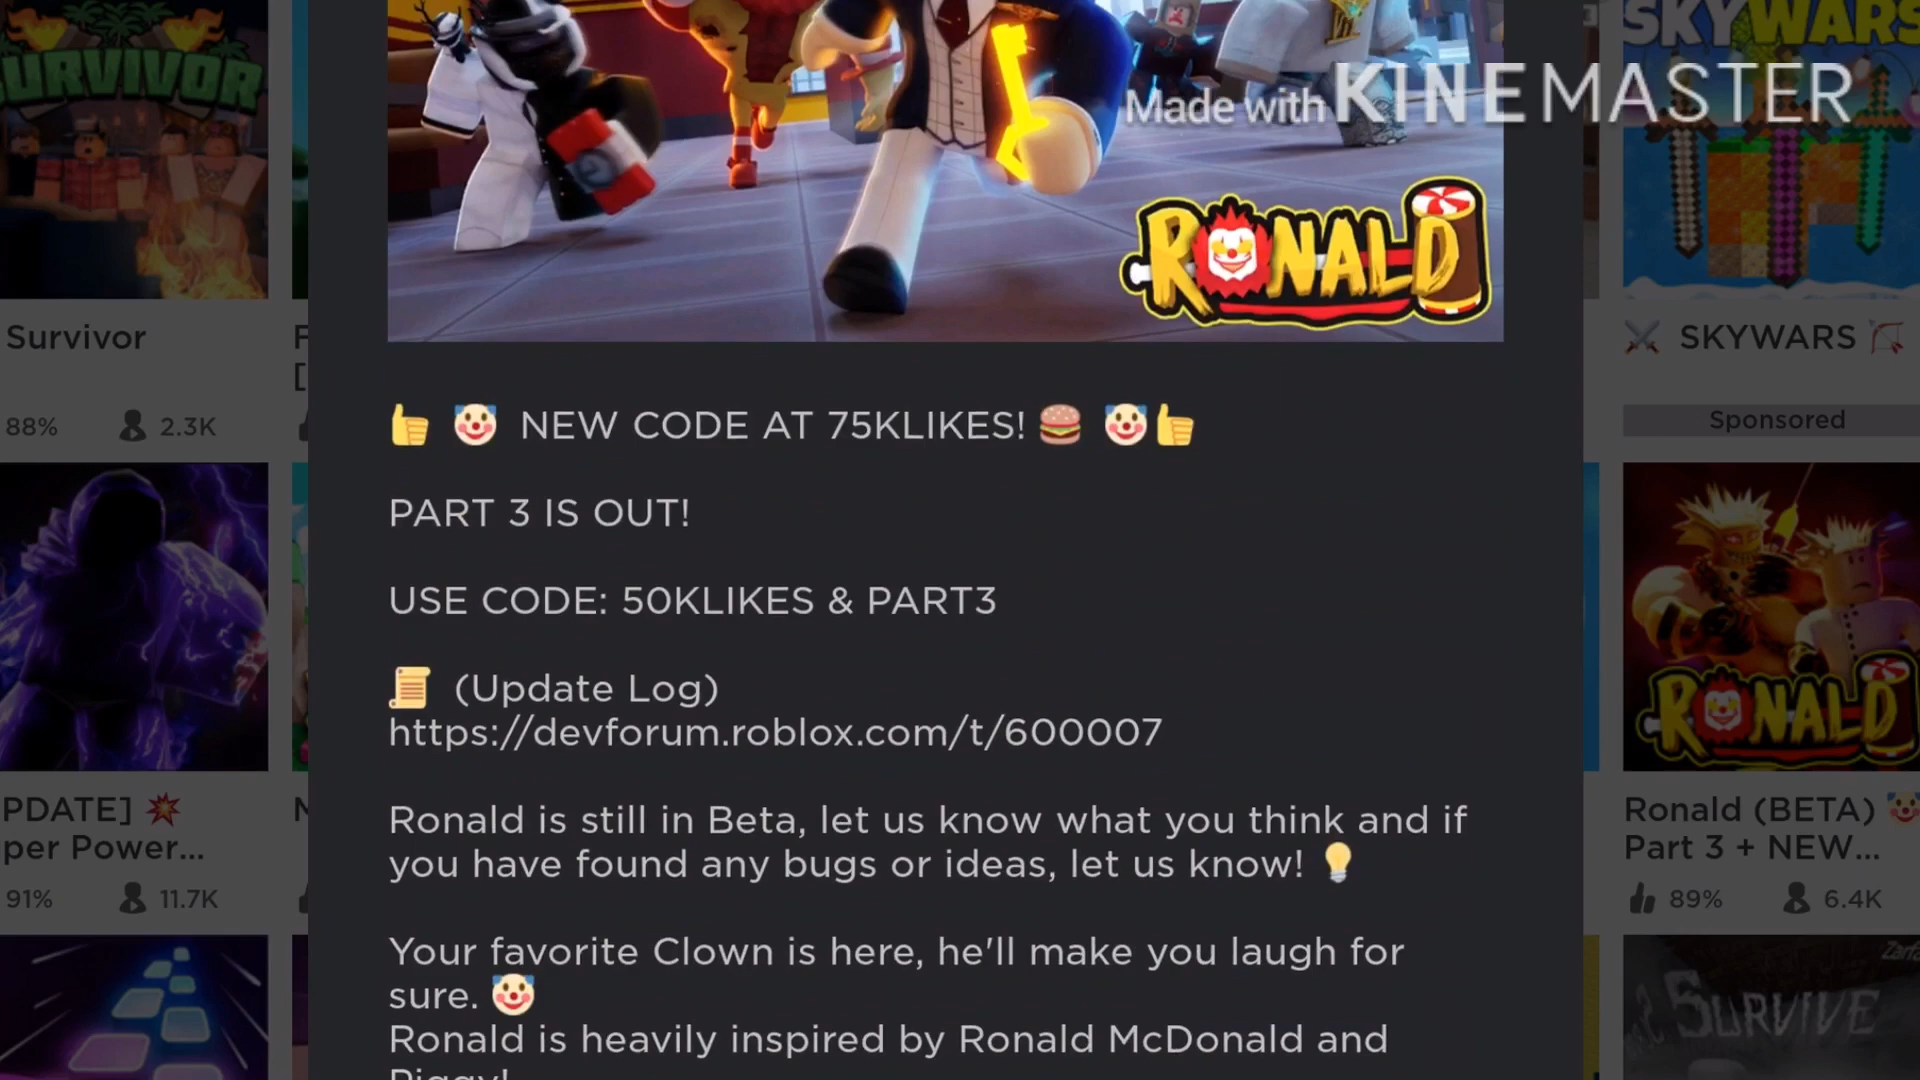 SURVIVOR
SKYWARS
Made with KINEMASTER
RONALD
Survivor
88% 2.3K
⚔️ SKYWARS 🏹
Sponsored
👍 🤡 NEW CODE AT 75KLIKES! 🍔 🤡👍
PART 3 IS OUT!
USE CODE: 50KLIKES & PART3
📜 (Update Log)
https://devforum.roblox.com/t/600007
Ronald is still in Beta, let us know what you think and if
you have found any bugs or ideas, let us know! 💡
Your favorite Clown is here, he'll make you laugh for
sure. 🤡
Ronald is heavily inspired by Ronald McDonald and
Piggy!
PDATE] 💥
per Power...
91% 11.7K
RONALD
Ronald (BETA) 🤡
Part 3 + NEW...
89% 6.4K
SURVIVE